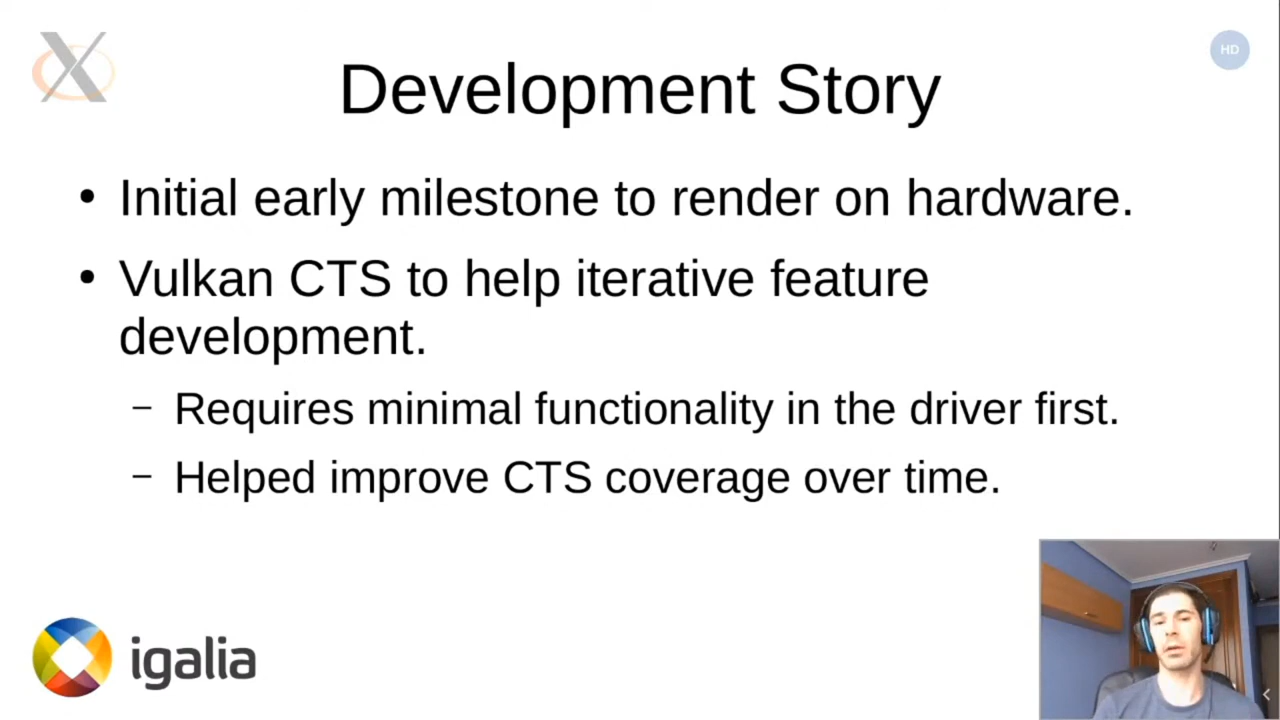 HD
Development Story
• Initial early milestone to render on hardware.
• Vulkan CTS to help iterative feature
development.
– Requires minimal functionality in the driver first.
– Helped improve CTS coverage over time.
igalia